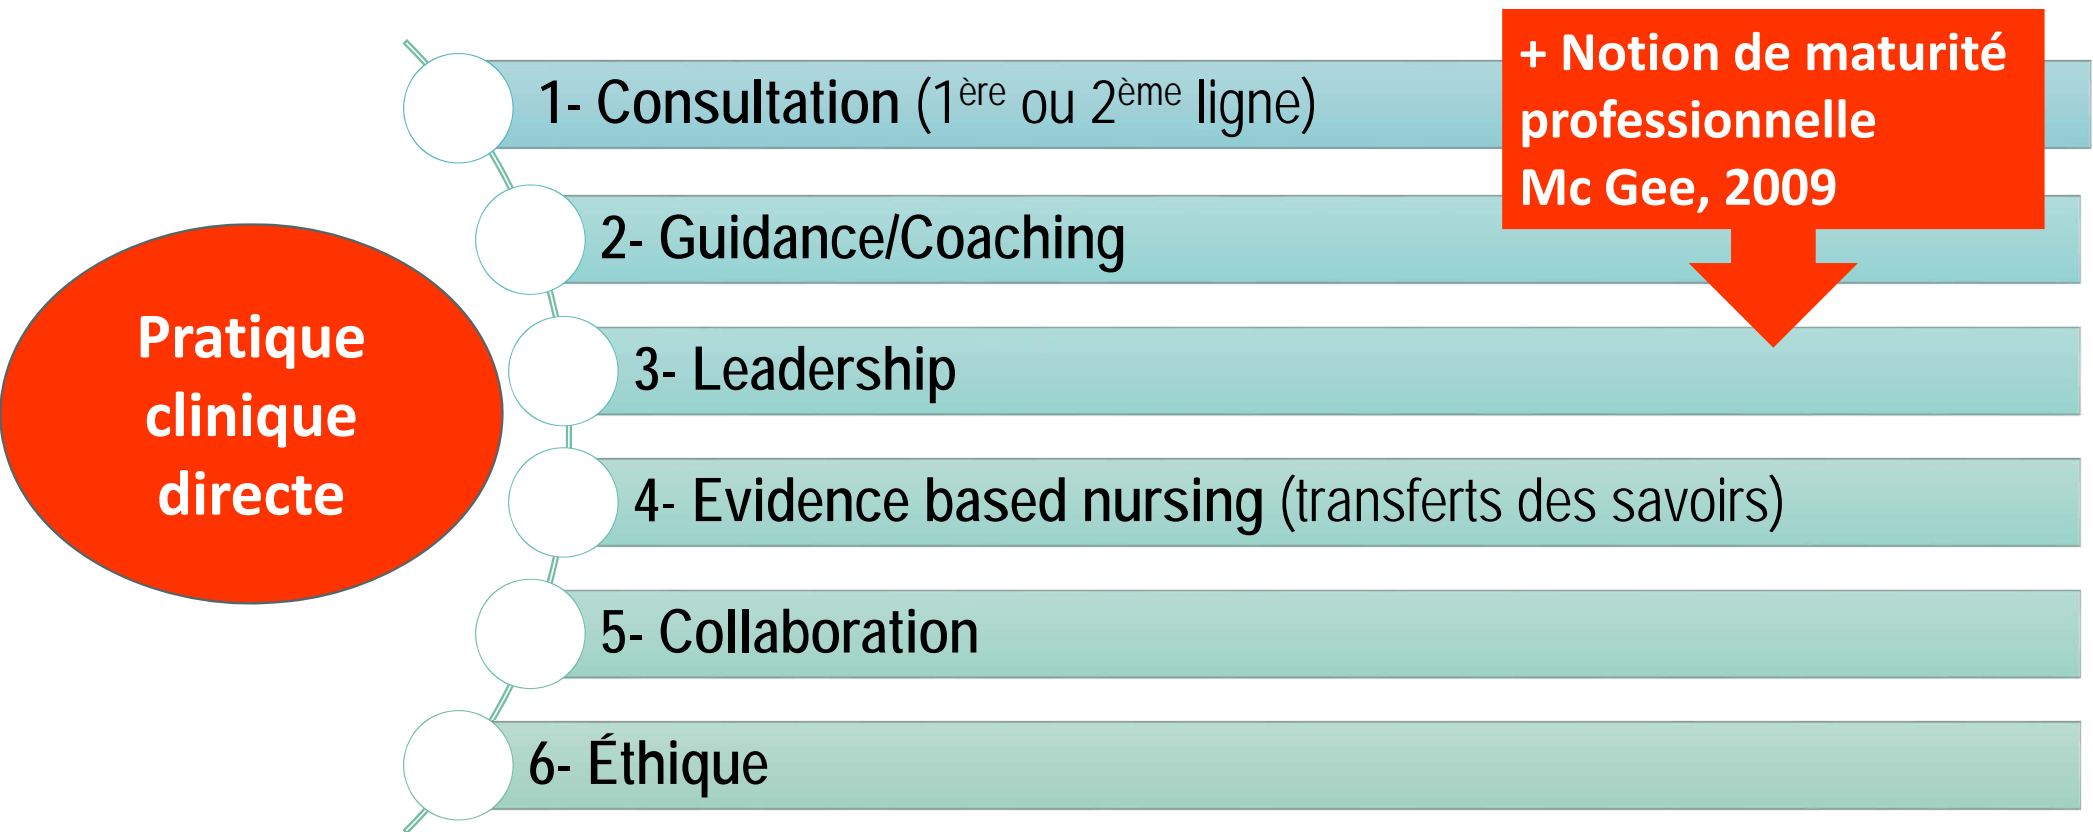 + Notion de maturité
professionnelle
Mc Gee, 2009
Pratique
clinique
directe
1- Consultation (1ère ou 2ème ligne)
2- Guidance/Coaching
3- Leadership
4- Evidence based nursing (transferts des savoirs)
5- Collaboration
6- Éthique